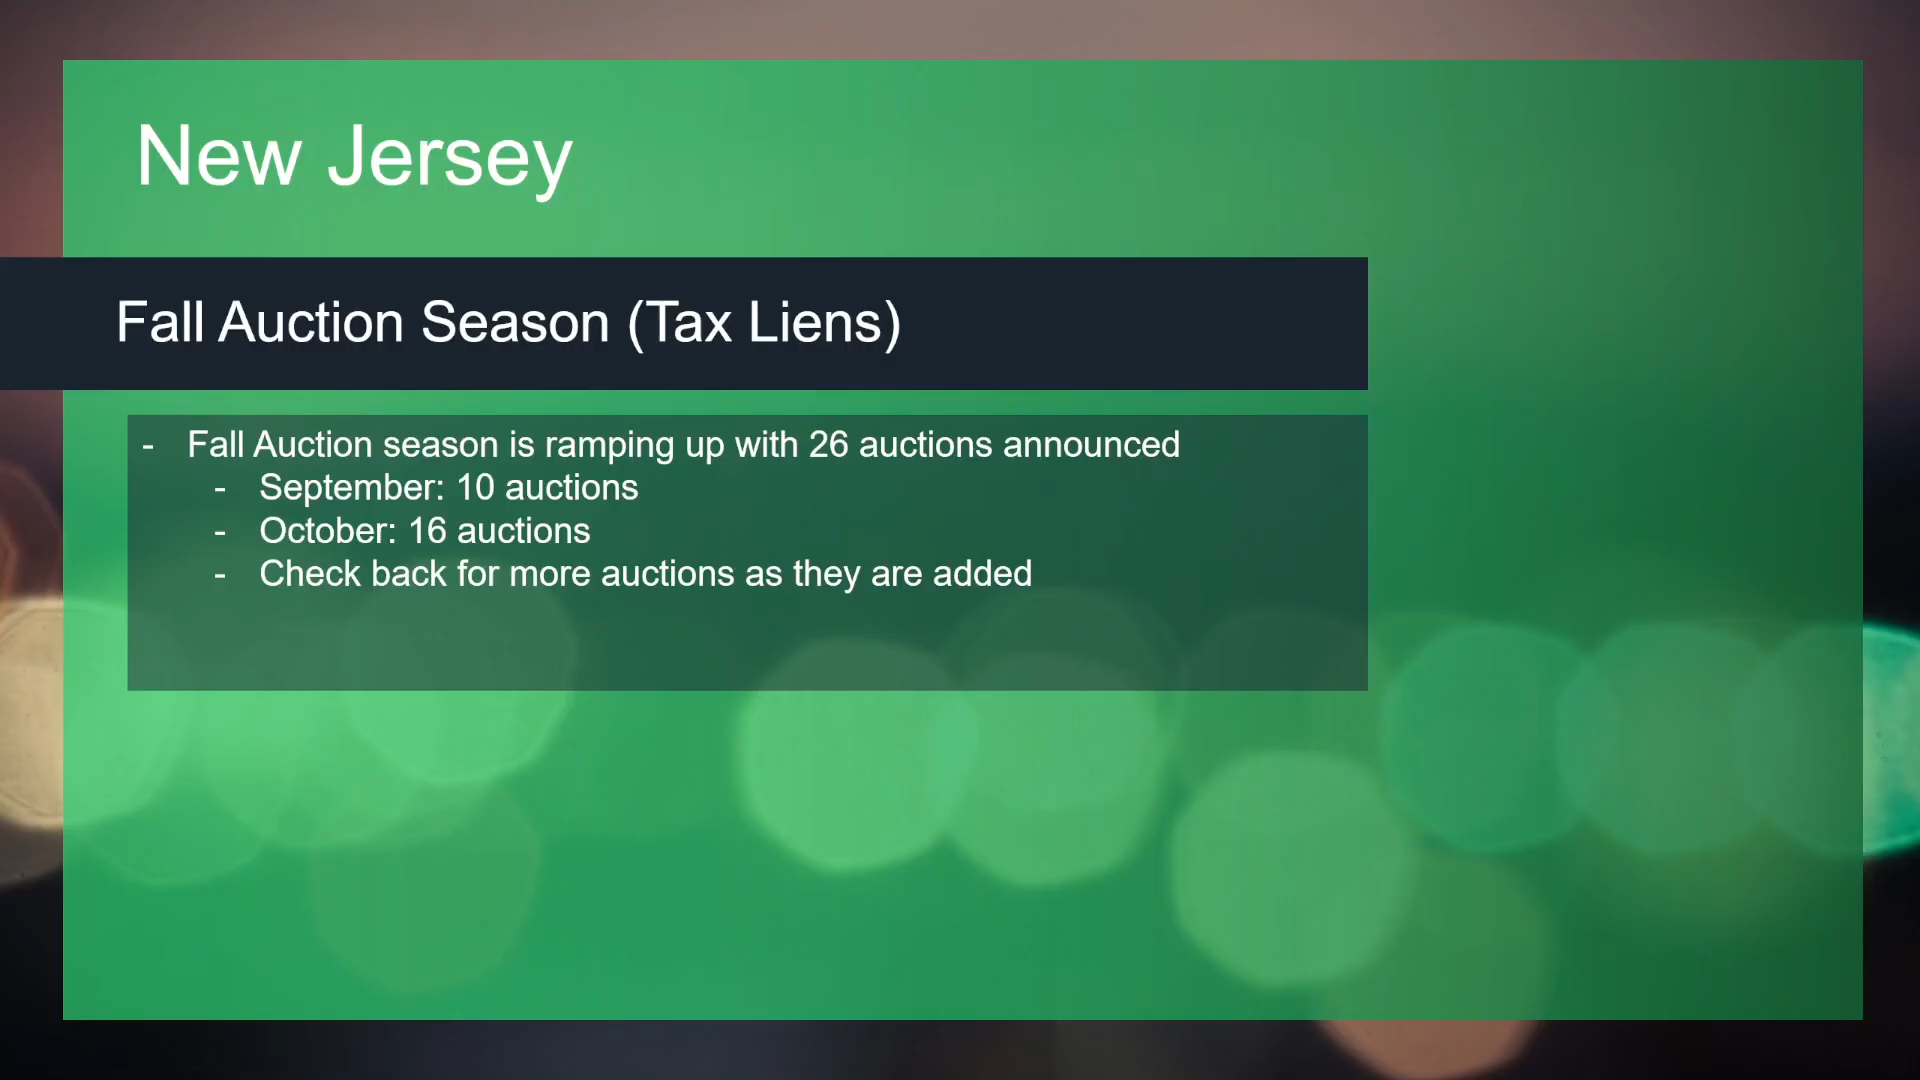 New Jersey
Fall Auction Season (Tax Liens)
- Fall Auction season is ramping up with 26 auctions announced
- September: 10 auctions
- October: 16 auctions
- Check back for more auctions as they are added